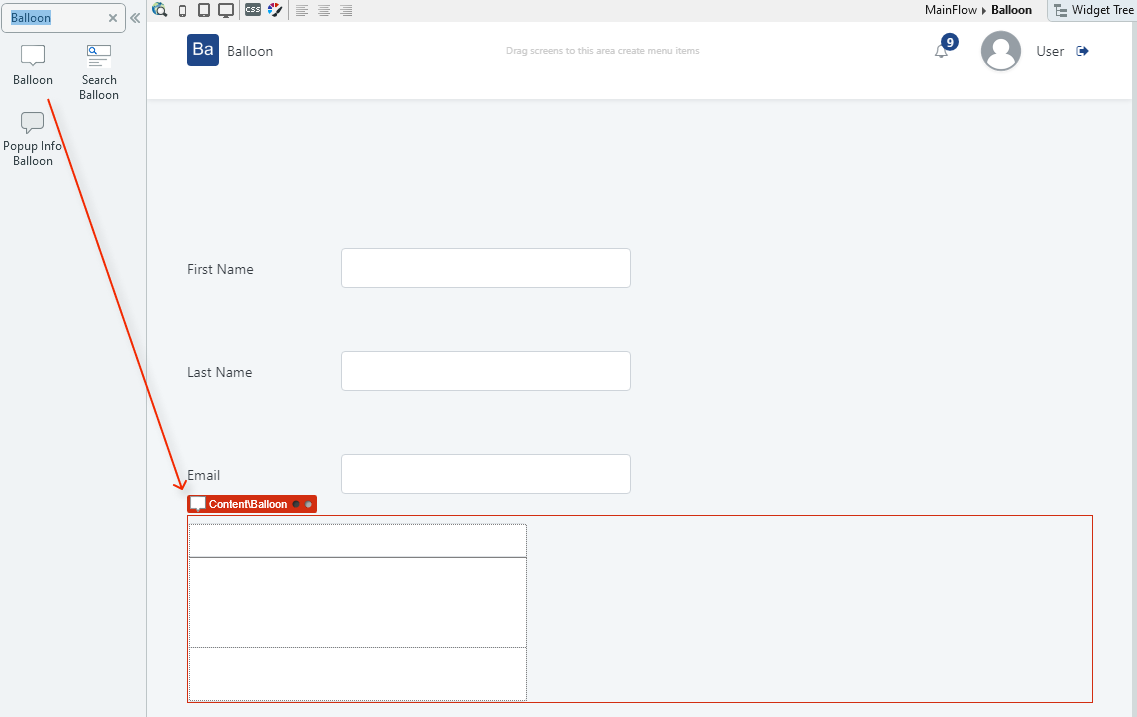 Balloon
Balloon
Search
Balloon
Popup Info
Balloon
CSS
MainFlow Balloon
Widget Tree
Ba Balloon
Drag screens to this area create menu items
9
User
First Name
Last Name
Email
Content\Balloon